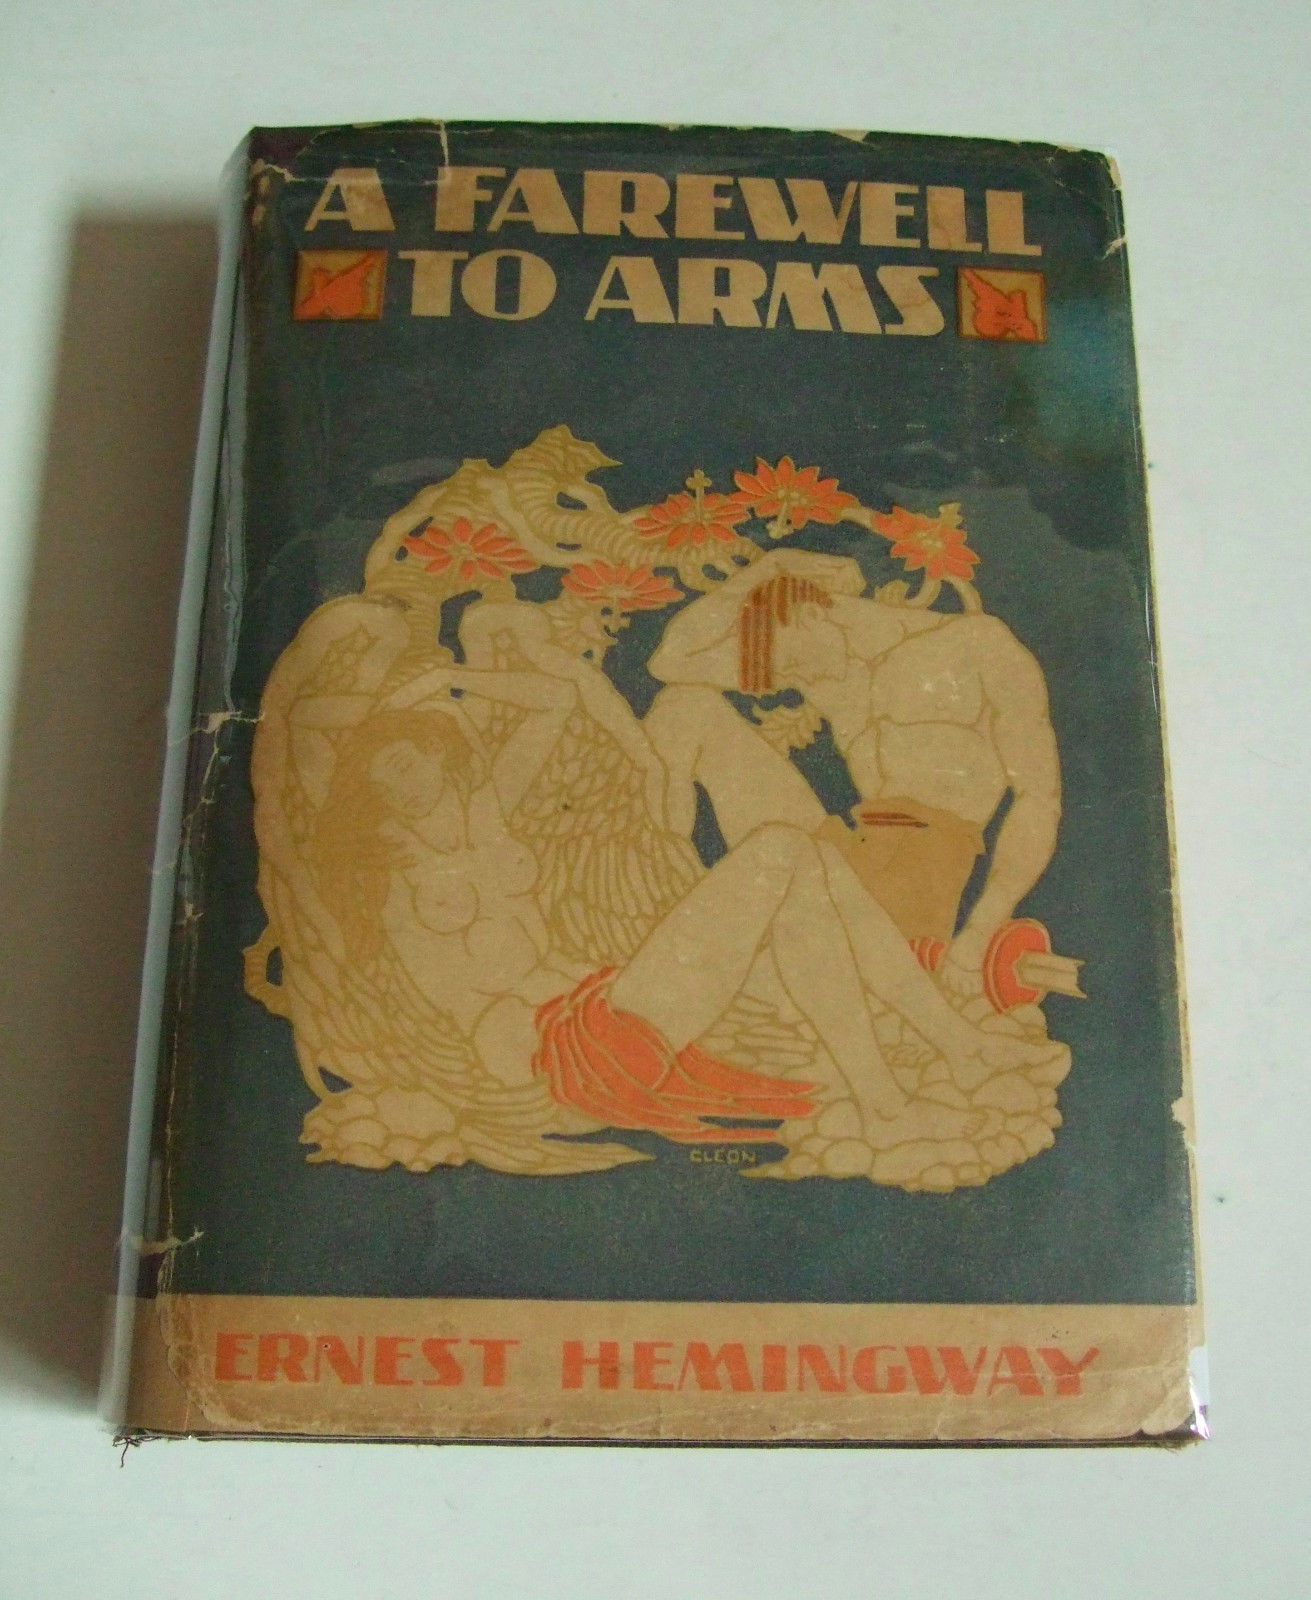 A FAREWELL
TO ARMS
CLEON
ERNEST HEMINGWAY